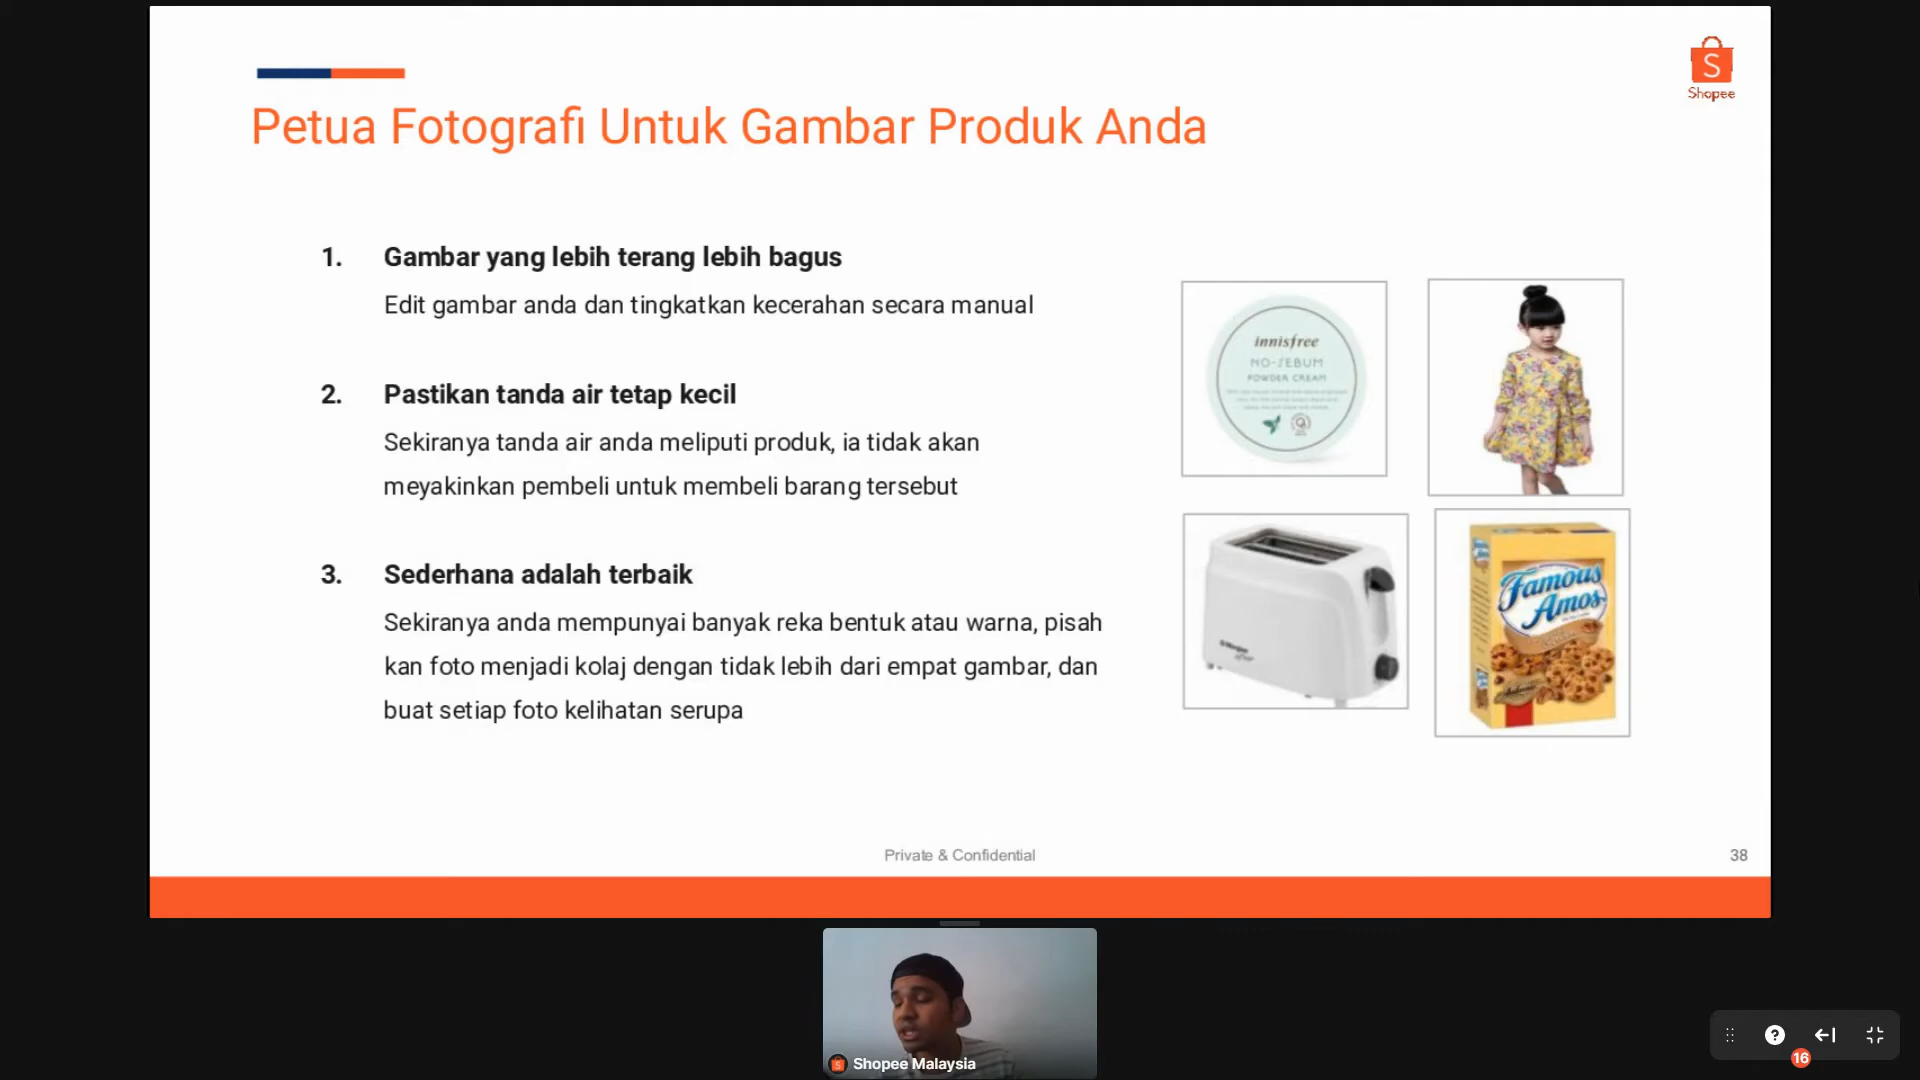 Shopee
Petua Fotografi Untuk Gambar Produk Anda
1. Gambar yang lebih terang lebih bagus
Edit gambar anda dan tingkatkan kecerahan secara manual
2. Pastikan tanda air tetap kecil
Sekiranya tanda air anda meliputi produk, ia tidak akan
meyakinkan pembeli untuk membeli barang tersebut
3. Sederhana adalah terbaik
Sekiranya anda mempunyai banyak reka bentuk atau warna, pisah
kan foto menjadi kolaj dengan tidak lebih dari empat gambar, dan
buat setiap foto kelihatan serupa
innisfree
NO-SEBUM
POWDER CREAM
Famous
Amos
Private & Confidential
38
Shopee Malaysia
16